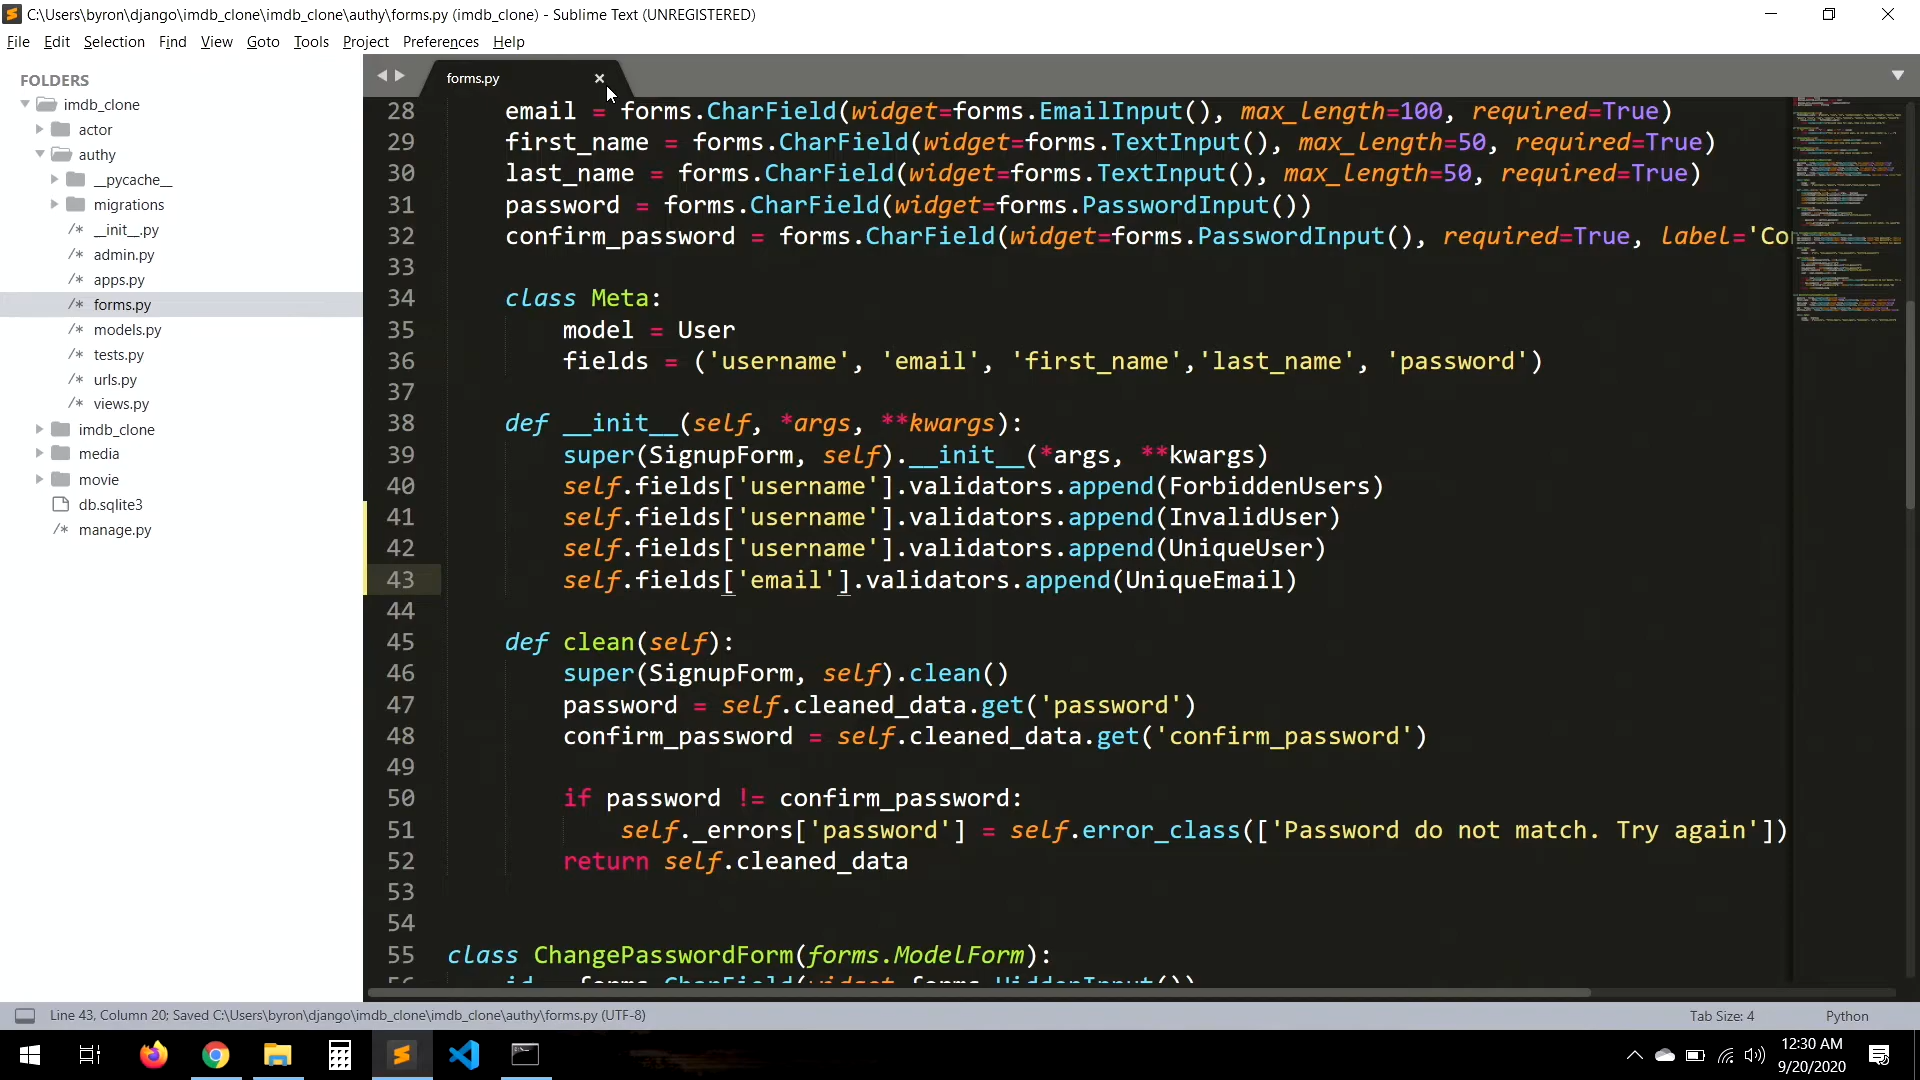 C:\Users\byron\django\imdb_clone\imdb_clone\authy\forms.py (imdb_clone) - Sublime Text (UNREGISTERED)
File Edit Selection Find View Goto Tools Project Preferences Help
FOLDERS
imdb_clone
actor
authy
__pycache__
migrations
/* __init__.py
/* admin.py
/* apps.py
/* forms.py
/* models.py
/* tests.py
/* urls.py
/* views.py
imdb_clone
media
movie
db.sqlite3
/* manage.py
forms.py
28 email = forms.CharField(widget=forms.EmailInput(), max_length=100, required=True)
29 first_name = forms.CharField(widget=forms.TextInput(), max_length=50, required=True)
30 last_name = forms.CharField(widget=forms.TextInput(), max_length=50, required=True)
31 password = forms.CharField(widget=forms.PasswordInput())
32 confirm_password = forms.CharField(widget=forms.PasswordInput(), required=True, label='Co
33
34 class Meta:
35 model = User
36 fields = ('username', 'email', 'first_name','last_name', 'password')
37
38 def __init__(self, *args, **kwargs):
39 super(SignupForm, self).__init__(*args, **kwargs)
40 self.fields['username'].validators.append(ForbiddenUsers)
41 self.fields['username'].validators.append(InvalidUser)
42 self.fields['username'].validators.append(UniqueUser)
43 self.fields['email'].validators.append(UniqueEmail)
44
45 def clean(self):
46 super(SignupForm, self).clean()
47 password = self.cleaned_data.get('password')
48 confirm_password = self.cleaned_data.get('confirm_password')
49
50 if password != confirm_password:
51 self._errors['password'] = self.error_class(['Password do not match. Try again'])
52 return self.cleaned_data
53
54
55 class ChangePasswordForm(forms.ModelForm):
56 id = forms.CharField(widget=forms.HiddenInput())
Line 43, Column 20; Saved C:\Users\byron\django\imdb_clone\imdb_clone\authy\forms.py (UTF-8)
Tab Size: 4
Python
12:30 AM
9/20/2020